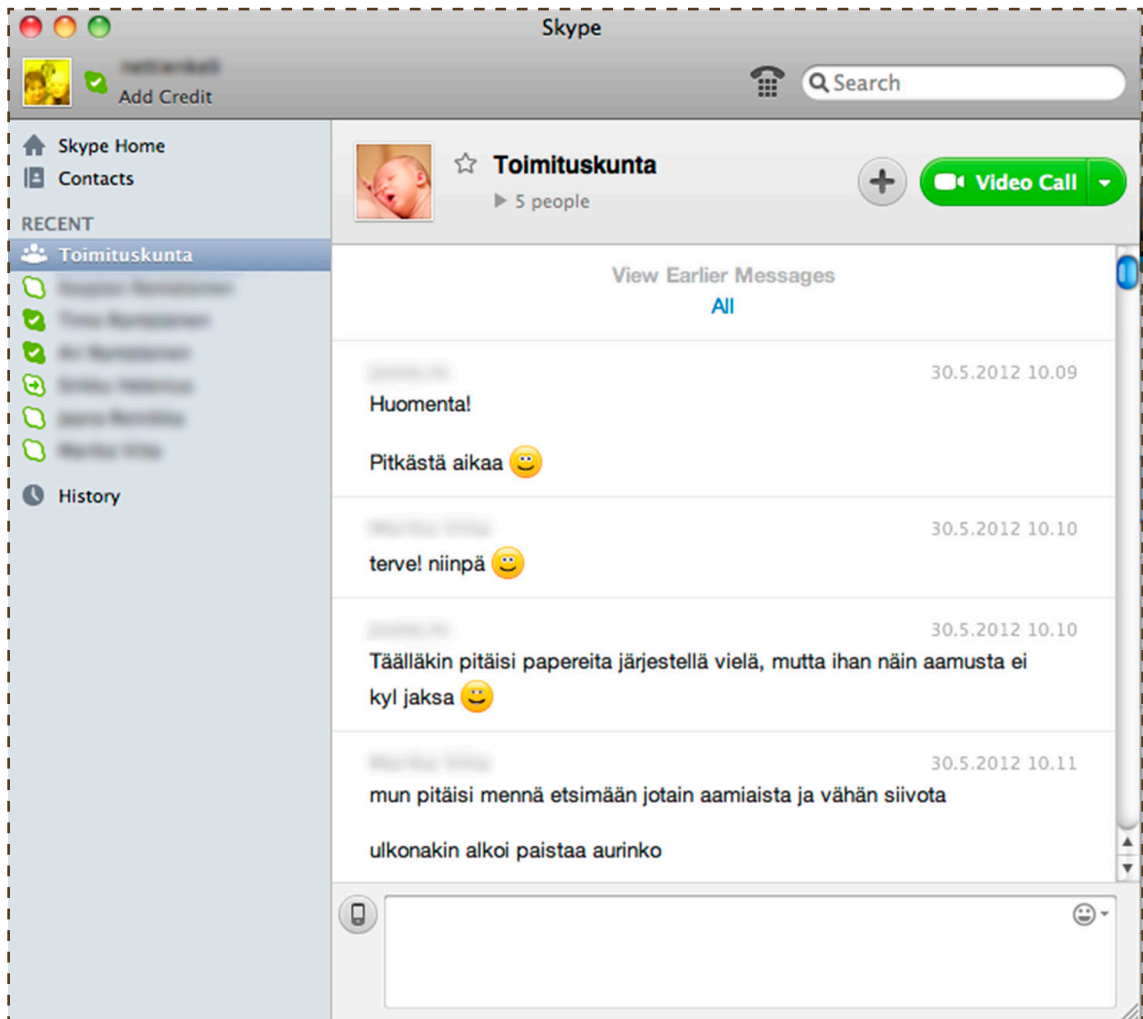 Skype
Add Credit
Search
Skype Home
Contacts
RECENT
Toimituskunta
History
Toimituskunta
5 people
Video Call
View Earlier Messages
All
30.5.2012 10.09
Huomenta!
Pitkästä aikaa
30.5.2012 10.10
terve! niinpä
30.5.2012 10.10
Täälläkin pitäisi papereita järjestellä vielä, mutta ihan näin aamusta ei
kyl jaksa
30.5.2012 10.11
mun pitäisi mennä etsimään jotain aamiaista ja vähän siivota
ulkonakin alkoi paistaa aurinko